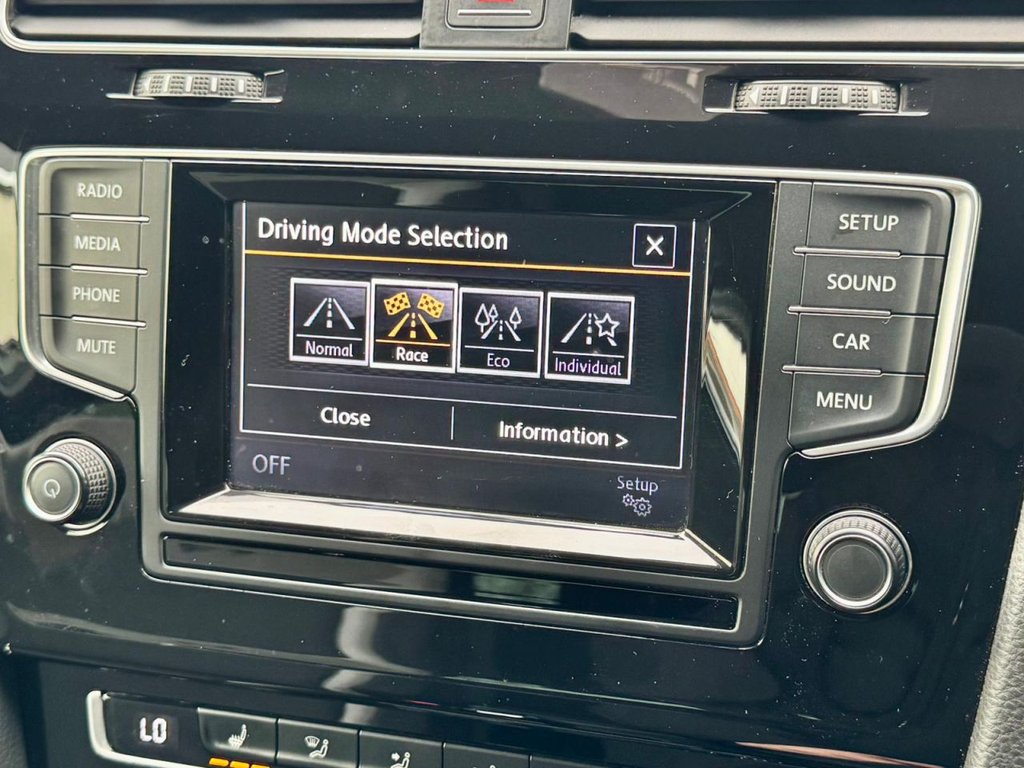 RADIO
MEDIA
PHONE
MUTE
Driving Mode Selection
X
Normal
Race
Eco
Individual
Close
Information >
OFF
Setup
SETUP
SOUND
CAR
MENU
LO